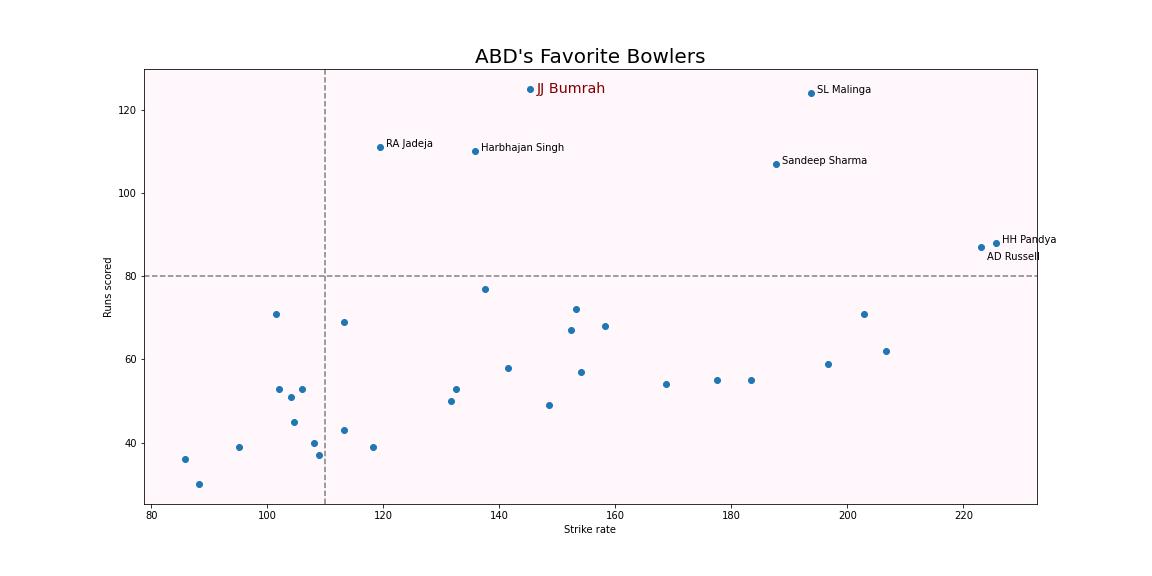 ABD's Favorite Bowlers
JJ Bumrah
SL Malinga
120
RA Jadeja
Harbhajan Singh
Sandeep Sharma
100
HH Pandya
AD Russell
80
Runs scored
60
40
80 100 120 140 160 180 200 220
Strike rate